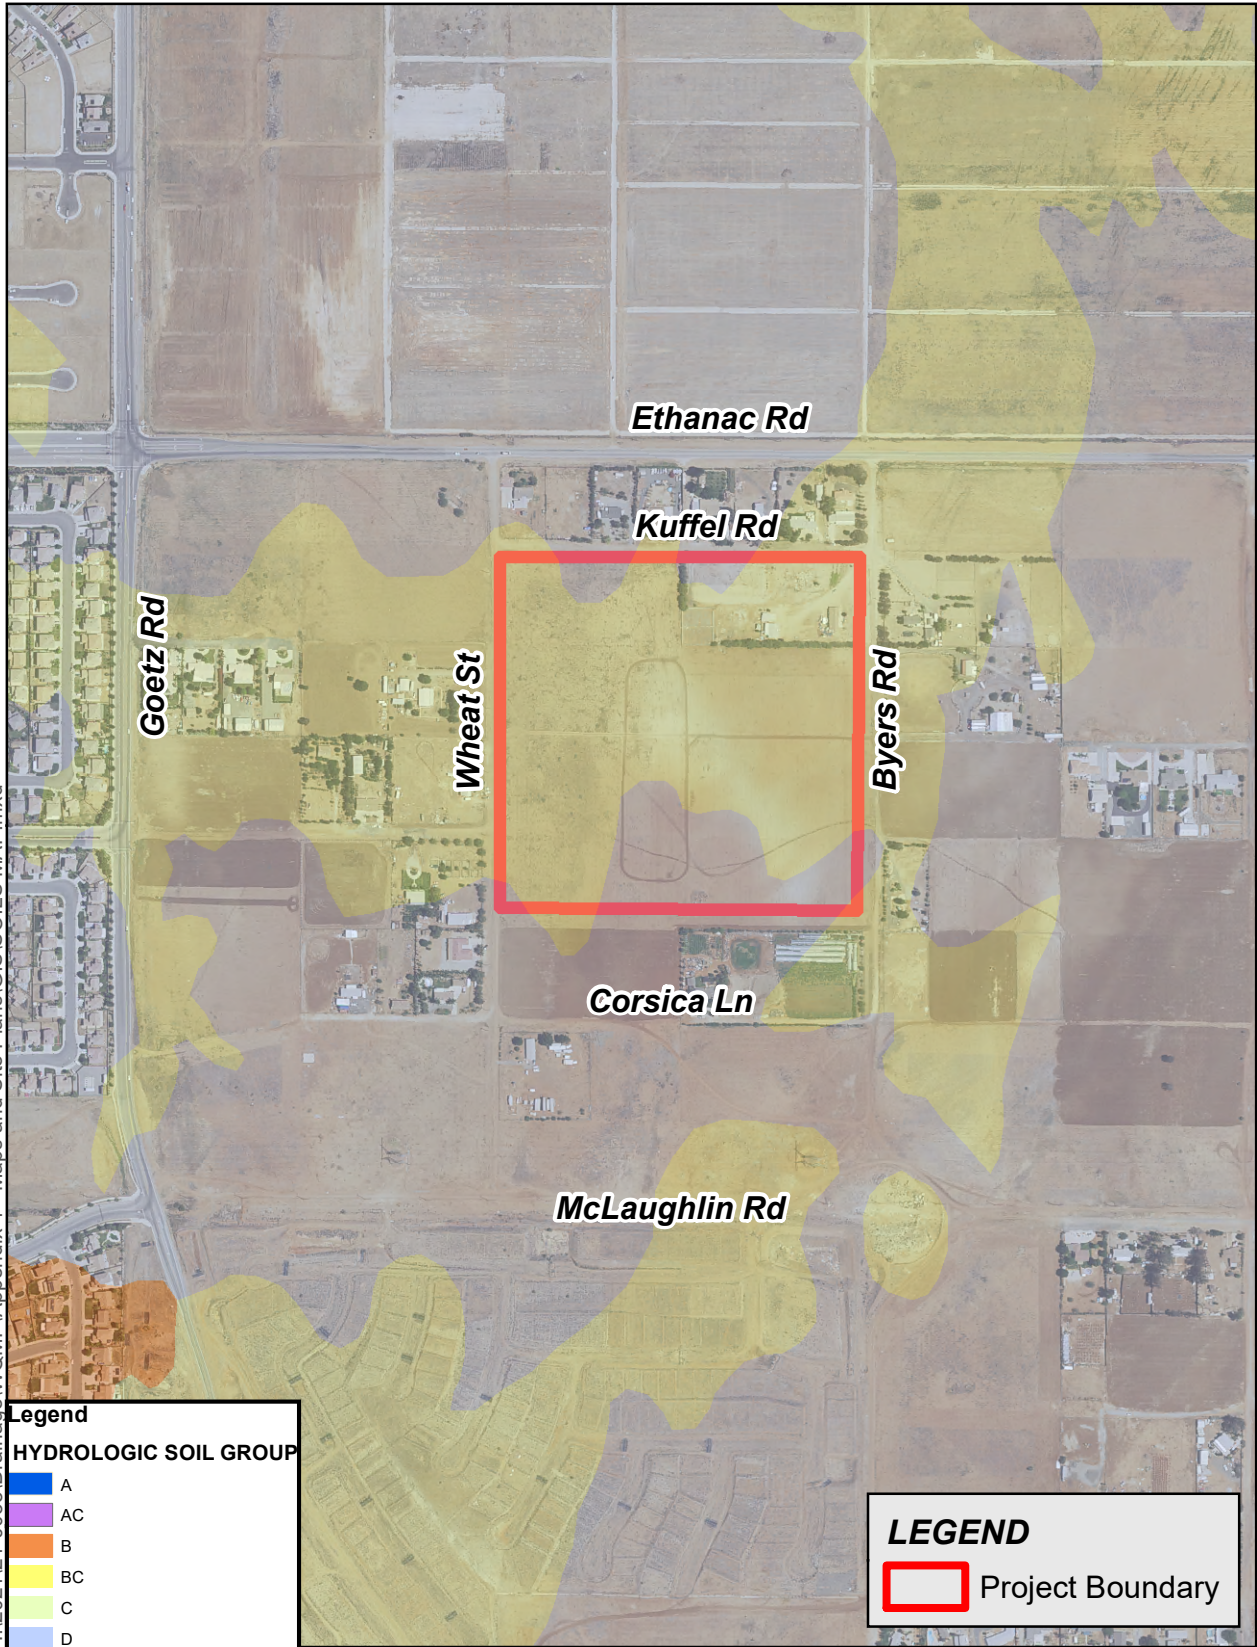 Ethanac Rd
Kuffel Rd
Goetz Rd
Wheat St
Byers Rd
Corsica Ln
McLaughlin Rd
Legend
HYDROLOGIC SOIL GROUP
A
AC
B
BC
C
D
LEGEND
Project Boundary